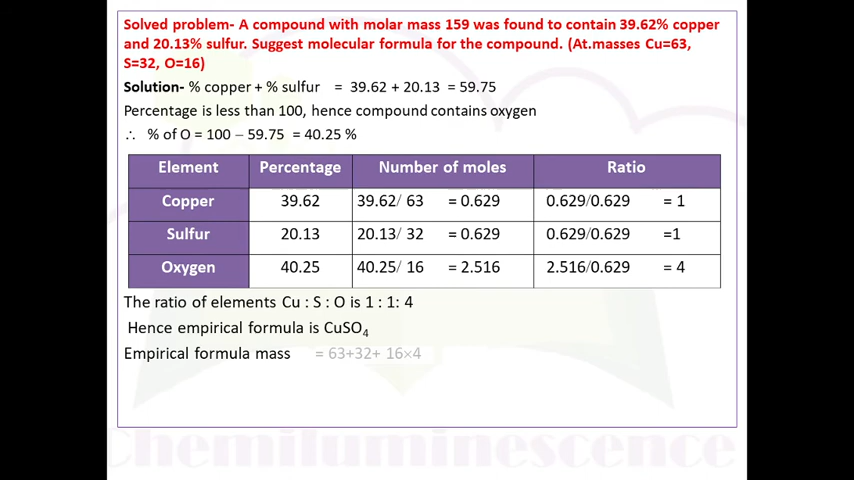 Solved problem- A compound with molar mass 159 was found to contain 39.62% copper
and 20.13% sulfur. Suggest molecular formula for the compound. (At.masses Cu=63,
S=32, O=16)
Solution- % copper + % sulfur = 39.62 + 20.13 = 59.75
Percentage is less than 100, hence compound contains oxygen
∴ % of O = 100 – 59.75 = 40.25 %
Element Percentage Number of moles Ratio
Copper 39.62 39.62/ 63 = 0.629 0.629/0.629 = 1
Sulfur 20.13 20.13/ 32 = 0.629 0.629/0.629 =1
Oxygen 40.25 40.25/ 16 = 2.516 2.516/0.629 = 4
The ratio of elements Cu : S : O is 1 : 1: 4
Hence empirical formula is CuSO₄
Empirical formula mass = 63+32+ 16×4
Chemiluminescence